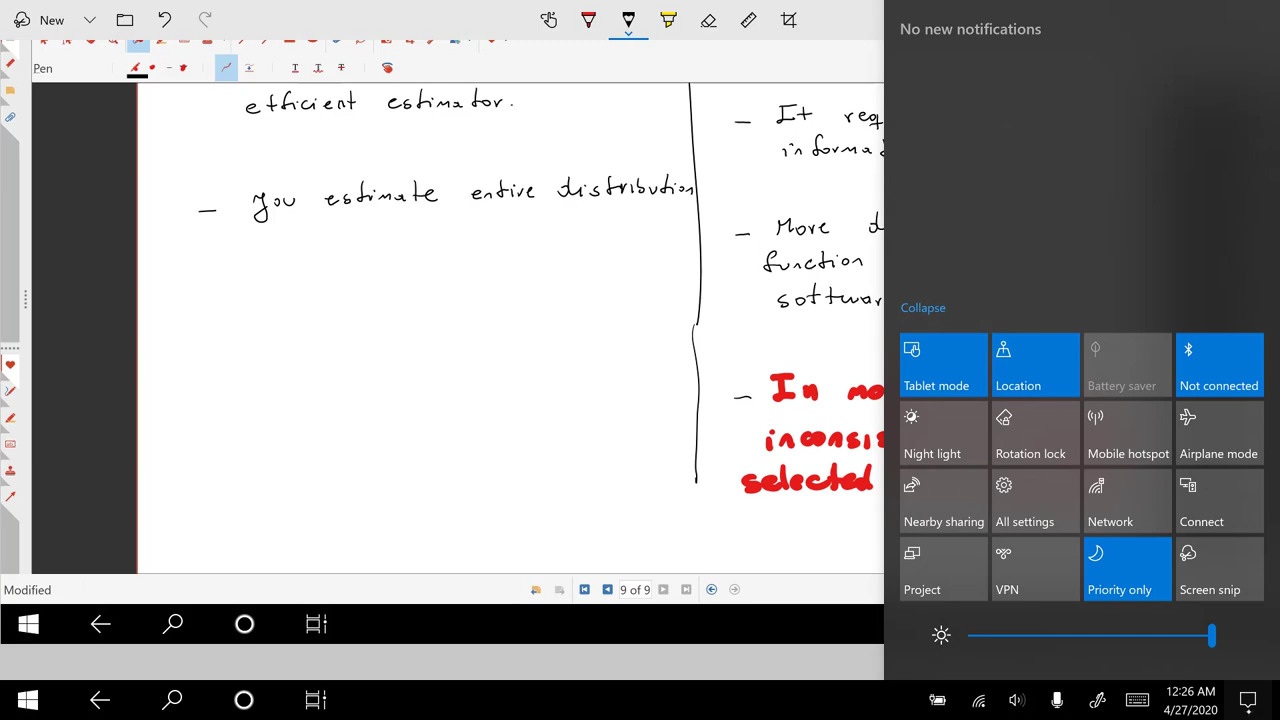 New
No new notifications
Pen
efficient estimator.
- It req
informa
- You estimate entire distribution
- More d
function
softwar
Collapse
Tablet mode
Location
Battery saver
Not connected
- In mo
inconsis
selected
Night light
Rotation lock
Mobile hotspot
Airplane mode
Nearby sharing
All settings
Network
Connect
Project
VPN
Priority only
Screen snip
Modified
9 of 9
12:26 AM
4/27/2020